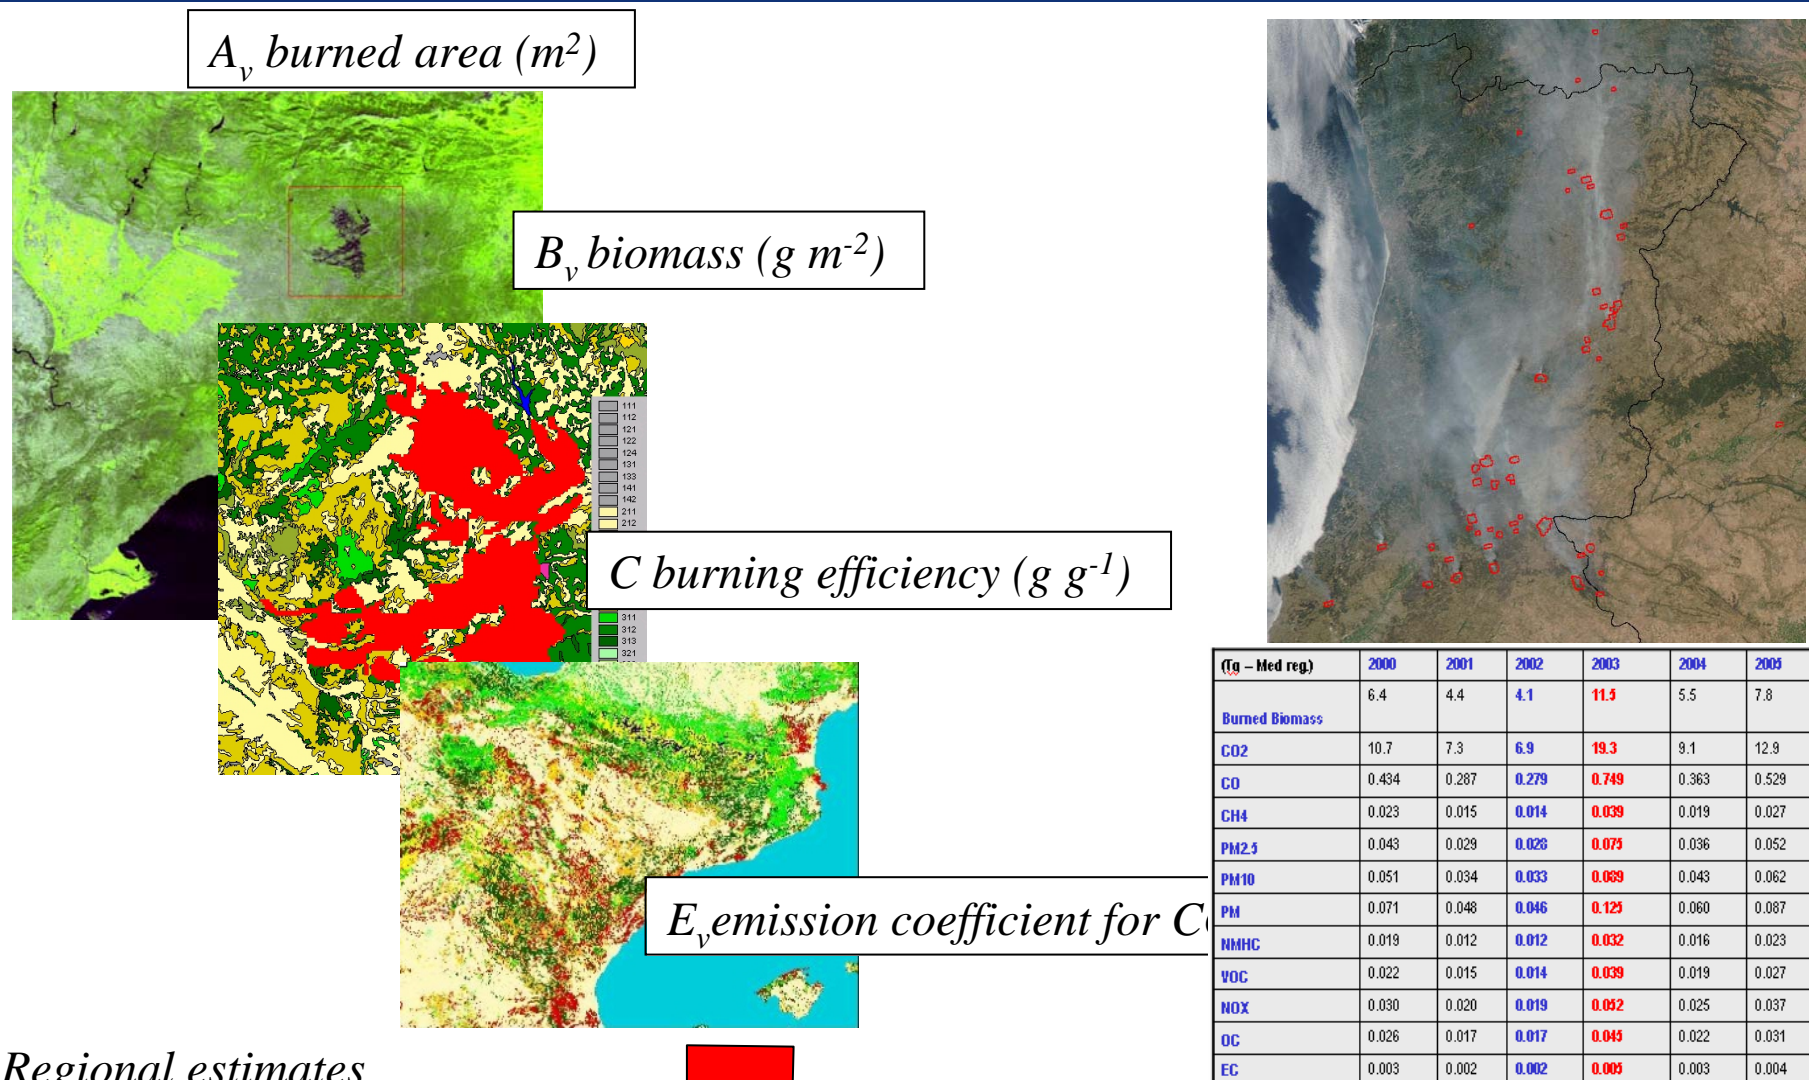 A_v burned area (m²)
B_v biomass (g m⁻²)
111
112
121
122
124
131
133
141
142
211
212
C burning efficiency (g g⁻¹)
311
312
313
321
E_v emission coefficient for C
Regional estimates
(Tg – Med reg.) 2000 2001 2002 2003 2004 2005
Burned Biomass 6.4 4.4 4.1 11.5 5.5 7.8
CO2 10.7 7.3 6.9 19.3 9.1 12.9
CO 0.434 0.287 0.279 0.749 0.363 0.529
CH4 0.023 0.015 0.014 0.039 0.019 0.027
PM2.5 0.043 0.029 0.028 0.075 0.036 0.052
PM10 0.051 0.034 0.033 0.089 0.043 0.062
PM 0.071 0.048 0.046 0.125 0.060 0.087
NMHC 0.019 0.012 0.012 0.032 0.016 0.023
VOC 0.022 0.015 0.014 0.039 0.019 0.027
NOX 0.030 0.020 0.019 0.052 0.025 0.037
OC 0.026 0.017 0.017 0.045 0.022 0.031
EC 0.003 0.002 0.002 0.005 0.003 0.004